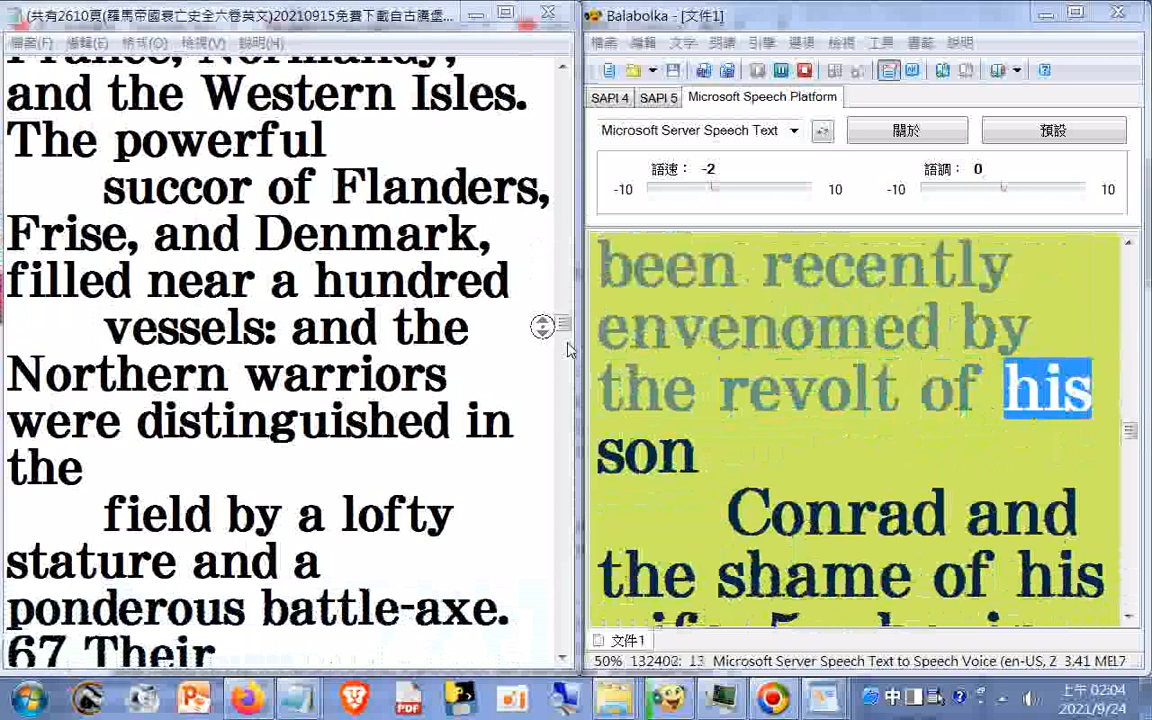 (共有2610頁(羅馬帝國衰亡史全六卷英文)20210915免費下載自古騰堡...
檔案(F) 編輯(E) 格式(O) 檢視(V) 說明(H)
France, Normandy,
and the Western Isles.
The powerful
succor of Flanders,
Frise, and Denmark,
filled near a hundred
vessels: and the
Northern warriors
were distinguished in
the
field by a lofty
stature and a
ponderous battle-axe.
67 Their
Balabolka - [文件1]
檔案 編輯 文字 朗讀 引擎 選項 檢視 工具 書籤 說明
SAPI 4 SAPI 5 Microsoft Speech Platform
Microsoft Server Speech Text
關於
預設
語速： -2
語調： 0
-10 10 -10 10
been recently
envenomed by
the revolt of his
son
Conrad and
the shame of his
文件1
50% 132402: 13 Microsoft Server Speech Text to Speech Voice (en-US, Z 3.41 МБ
中
上午 02:04
2021/9/24